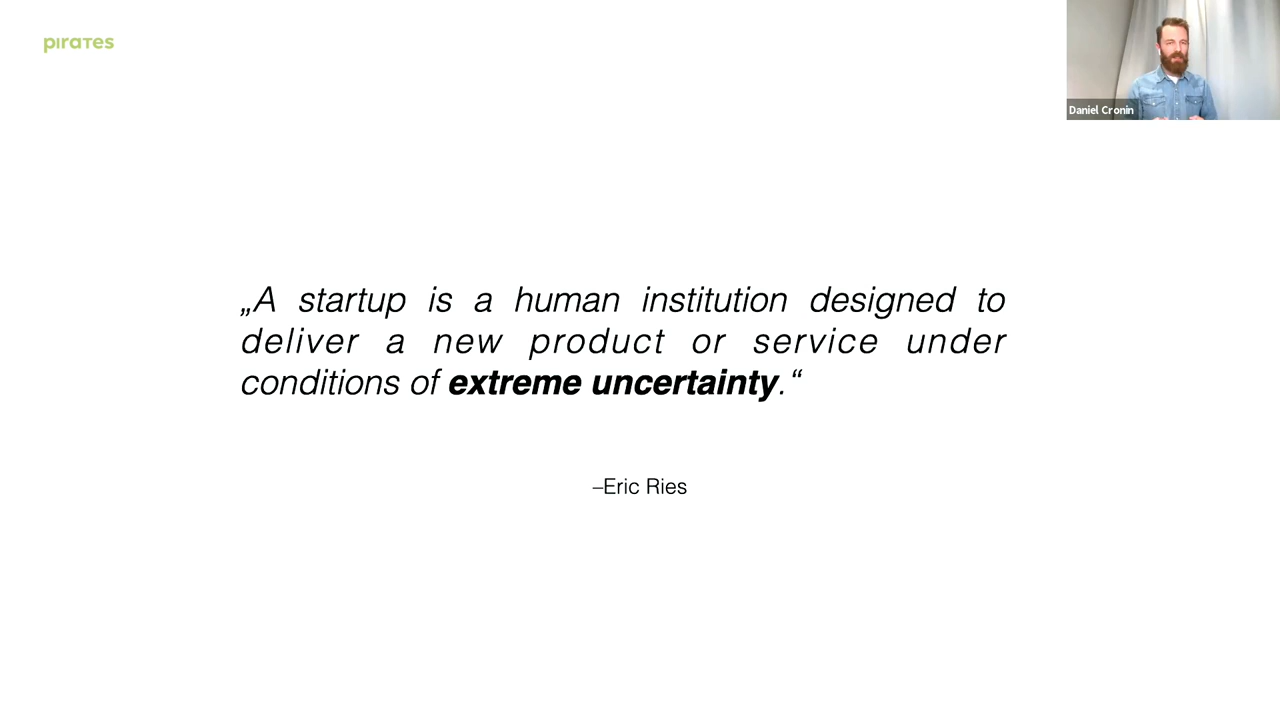 pirates
Daniel Cronin
„A startup is a human institution designed to
deliver a new product or service under
conditions of extreme uncertainty.“
–Eric Ries